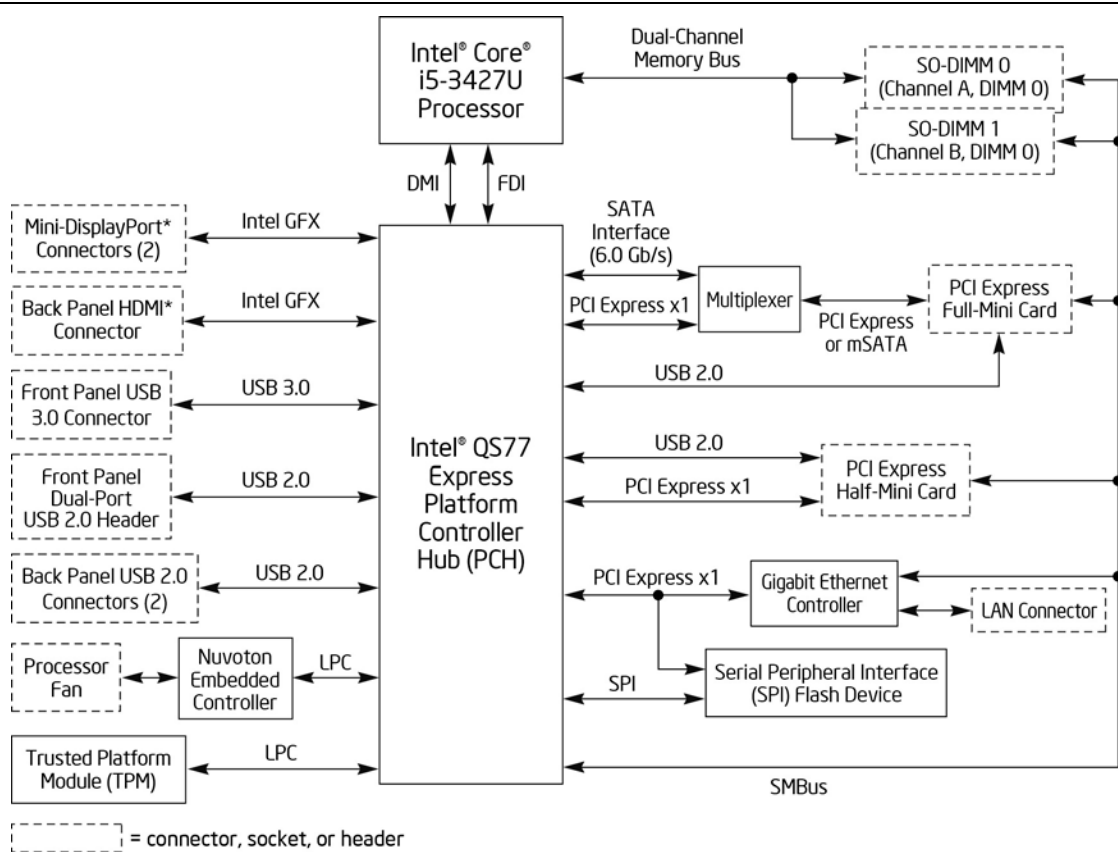 Intel® Core®
i5-3427U
Processor
Dual-Channel
Memory Bus
SO-DIMM 0
(Channel A, DIMM 0)
SO-DIMM 1
(Channel B, DIMM 0)
DMI
FDI
Mini-DisplayPort*
Connectors (2)
Intel GFX
Back Panel HDMI*
Connector
Intel GFX
Front Panel USB
3.0 Connector
USB 3.0
Front Panel
Dual-Port
USB 2.0 Header
USB 2.0
Back Panel USB 2.0
Connectors (2)
USB 2.0
Processor
Fan
Nuvoton
Embedded
Controller
LPC
Trusted Platform
Module (TPM)
LPC
Intel® QS77
Express
Platform
Controller
Hub (PCH)
SATA
Interface
(6.0 Gb/s)
PCI Express x1
Multiplexer
PCI Express
or mSATA
PCI Express
Full-Mini Card
USB 2.0
USB 2.0
PCI Express x1
PCI Express
Half-Mini Card
PCI Express x1
Gigabit Ethernet
Controller
LAN Connector
SPI
Serial Peripheral Interface
(SPI) Flash Device
SMBus
= connector, socket, or header